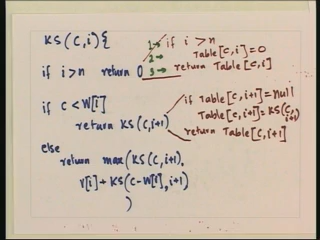 KS(C,i){
if i>n return 0
1→ if i > n
2→ Table[c,i]=0
3→ return Table[c,i]
if C < W[i]
return KS(C,i+1)
if Table[c,i+1]=null
Table[c,i+1]=KS(C,i+1)
return Table[c,i+1]
else
return max(KS(C,i+1),
V[i]+KS(C-W[i],i+1)
)